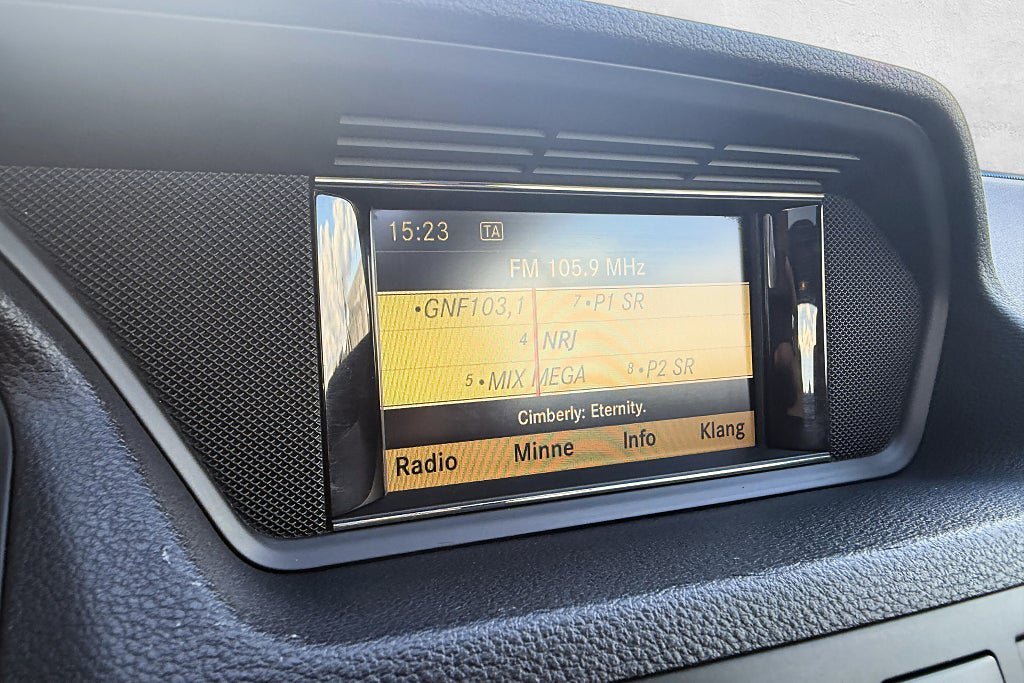 15:23 TA
FM 105.9 MHz
•GNF103,1 7•P1 SR
4 NRJ
5•MIX MEGA 8•P2 SR
Cimberly: Eternity.
Radio Minne Info Klang